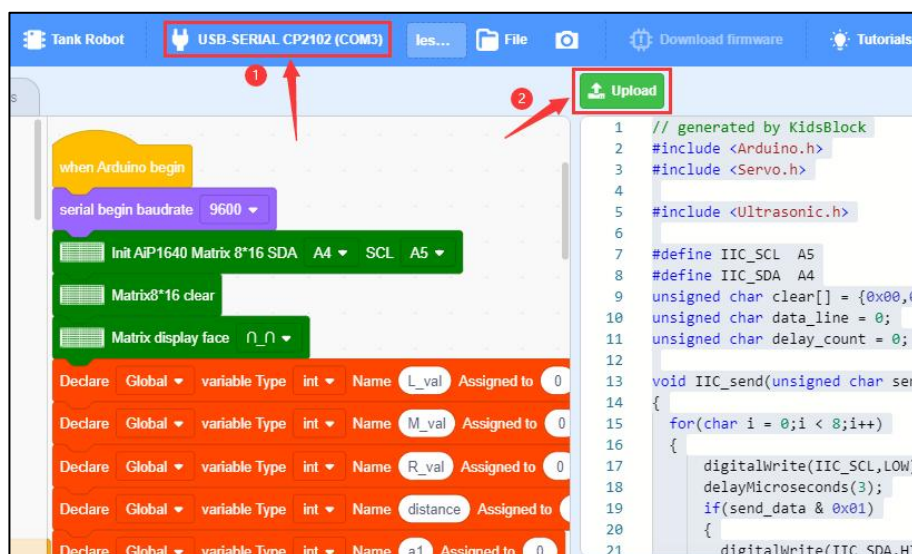 Tank Robot USB-SERIAL CP2102 (COM3) les... File Download firmware Tutorials
1
2
s
Upload
when Arduino begin
serial begin baudrate 9600
Init AiP1640 Matrix 8*16 SDA A4 SCL A5
Matrix8*16 clear
Matrix display face ∩_∩
Declare Global variable Type int Name L_val Assigned to 0
Declare Global variable Type int Name M_val Assigned to 0
Declare Global variable Type int Name R_val Assigned to 0
Declare Global variable Type int Name distance Assigned to
Declare Global variable Type int Name a1 Assigned to 0
1 // generated by KidsBlock
2 #include <Arduino.h>
3 #include <Servo.h>
4
5 #include <Ultrasonic.h>
6
7 #define IIC_SCL A5
8 #define IIC_SDA A4
9 unsigned char clear[] = {0x00,
10 unsigned char data_line = 0;
11 unsigned char delay_count = 0;
12
13 void IIC_send(unsigned char sen
14 {
15 for(char i = 0;i < 8;i++)
16 {
17 digitalWrite(IIC_SCL,LOW)
18 delayMicroseconds(3);
19 if(send_data & 0x01)
20 {
21 digitalWrite(IIC_SDA,H